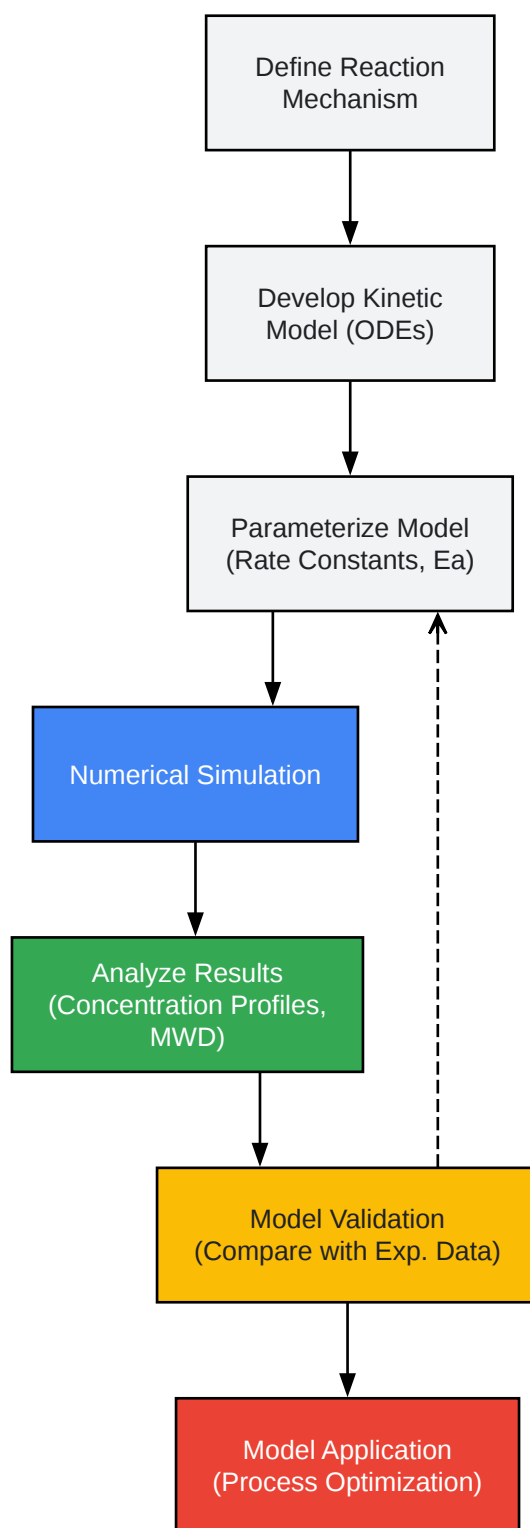 Define Reaction
Mechanism
Develop Kinetic
Model (ODEs)
Parameterize Model
(Rate Constants, Ea)
Numerical Simulation
Analyze Results
(Concentration Profiles,
MWD)
Model Validation
(Compare with Exp. Data)
Model Application
(Process Optimization)